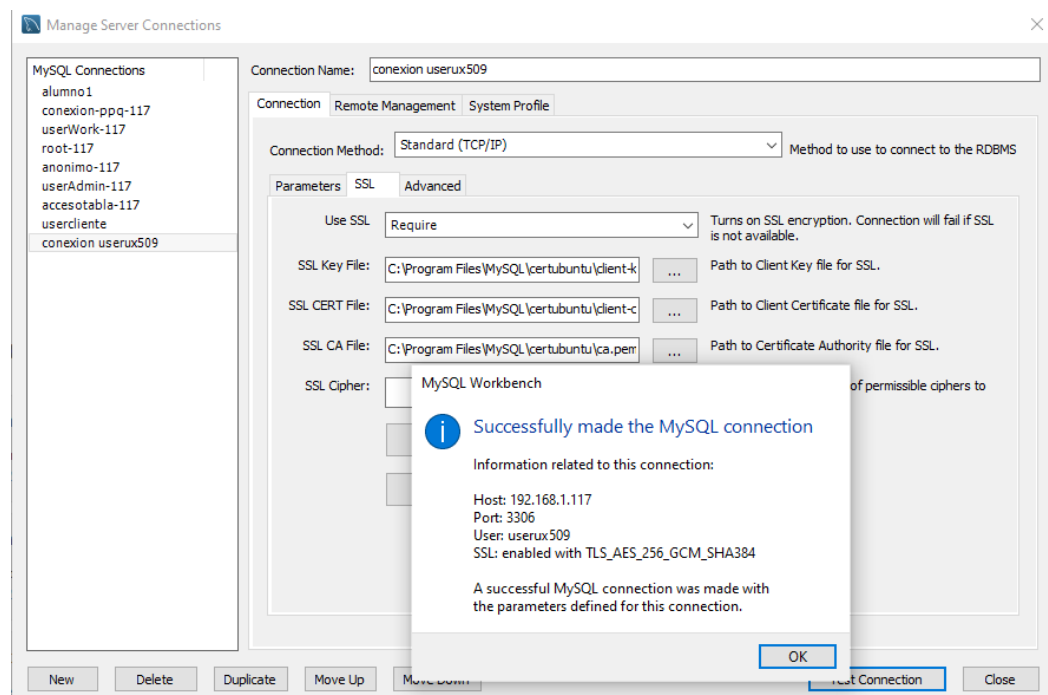 Manage Server Connections
MySQL Connections
alumno1
conexion-ppq-117
userWork-117
root-117
anonimo-117
userAdmin-117
accesotabla-117
usercliente
conexion userux509
Connection Name: conexion userux509
Connection Remote Management System Profile
Connection Method: Standard (TCP/IP) Method to use to connect to the RDBMS
Parameters SSL Advanced
Use SSL Require Turns on SSL encryption. Connection will fail if SSL
is not available.
SSL Key File: C:\Program Files\MySQL\certubuntu\client-k ... Path to Client Key file for SSL.
SSL CERT File: C:\Program Files\MySQL\certubuntu\client-c ... Path to Client Certificate file for SSL.
SSL CA File: C:\Program Files\MySQL\certubuntu\ca.pem ... Path to Certificate Authority file for SSL.
SSL Cipher: of permissible ciphers to
MySQL Workbench
Successfully made the MySQL connection
Information related to this connection:
Host: 192.168.1.117
Port: 3306
User: userux509
SSL: enabled with TLS_AES_256_GCM_SHA384
A successful MySQL connection was made with
the parameters defined for this connection.
OK
New Delete Duplicate Move Up Move Down Test Connection Close